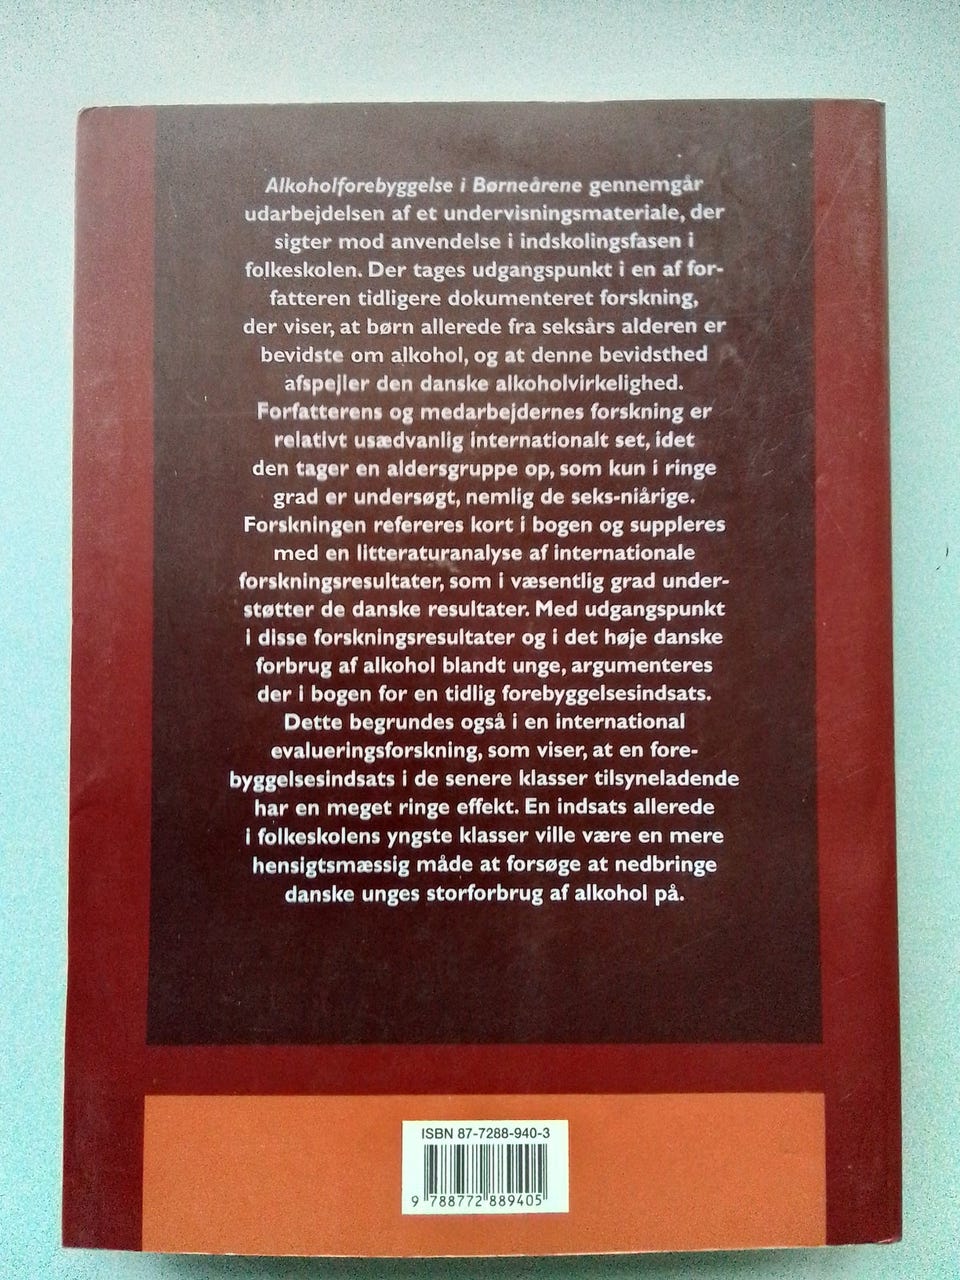 Alkoholforebyggelse i Børneårene gennemgår
udarbejdelsen af et undervisningsmateriale, der
sigter mod anvendelse i indskolingsfasen i
folkeskolen. Der tages udgangspunkt i en af for-
fatteren tidligere dokumenteret forskning,
der viser, at børn allerede fra seksårs alderen er
bevidste om alkohol, og at denne bevidsthed
afspejler den danske alkoholvirkelighed.
Forfatterens og medarbejdernes forskning er
relativt usædvanlig internationalt set, idet
den tager en aldersgruppe op, som kun i ringe
grad er undersøgt, nemlig de seks-niårige.
Forskningen refereres kort i bogen og suppleres
med en litteraturanalyse af internationale
forskningsresultater, som i væsentlig grad under-
støtter de danske resultater. Med udgangspunkt
i disse forskningsresultater og i det høje danske
forbrug af alkohol blandt unge, argumenteres
der i bogen for en tidlig forebyggelsesindsats.
Dette begrundes også i en international
evalueringsforskning, som viser, at en fore-
byggelsesindsats i de senere klasser tilsyneladende
har en meget ringe effekt. En indsats allerede
i folkeskolens yngste klasser ville være en mere
hensigtsmæssig måde at forsøge at nedbringe
danske unges storforbrug af alkohol på.
ISBN 87-7288-940-3
9 788772 889405